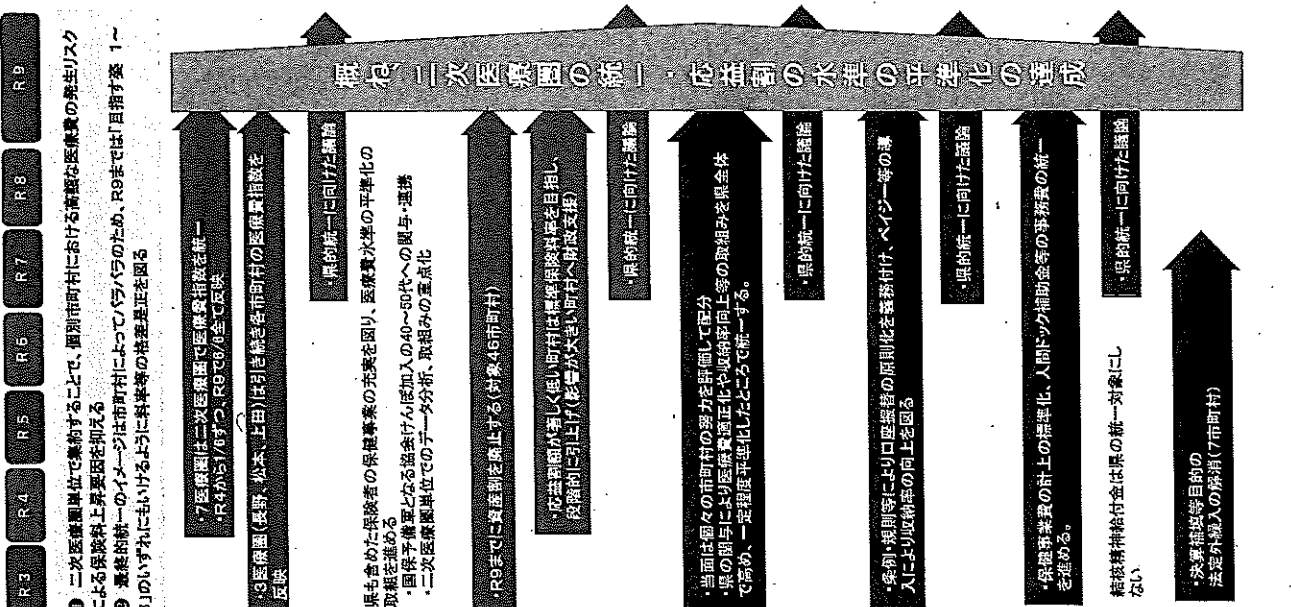 R3
R4
R5
R6
R7
R8
R9
二次医療圏単位で集約することで、個別市町村における高額な医療費の発生リスク
による保険料上昇要因を抑える
最終的統一のイメージは市町村によってバラバラのため、R9までは「目指す姿 1～
」のいずれにもいけるように料率等の格差是正を図る
・7医療圏は二次医療圏で医療費指数を統一
・R4から1/6ずつ、R9で6/6全て反映
・3医療圏(長野、松本、上田)は引き続き各市町村の医療費指数を
反映
・県的統一に向けた議論
県も含めた保険者の保健事業の充実を図り、医療費水準の平準化の
取組を進める
・国保予備軍となる協会けんぽ加入の40～50代への関与・連携
・二次医療圏単位でのデータ分析、取組みの重点化
・R9までに資産割を廃止する(対象46市町村)
・応益割額が著しく低い町村は標準保険料率を目指し、
段階的に引上げ(影響が大きい町村へ財政支援)
・県的統一に向けた議論
・当面は個々の市町村の努力を評価して配分
・県の関与により医療費適正化や収納率向上等の取組みを県全体
で高め、一定程度平準化したところで統一する。
・県的統一に向けた議論
・条例・規則等により口座振替の原則化を義務付け、ペイジー等の導
入により収納率の向上を図る
・県的統一に向けた議論
・保健事業費の計上の標準化、人間ドック補助金等の事務費の統一
を進める。
結核精神給付金は県の統一対象にし
ない
・県的統一に向けた議論
・決算補填等目的の
法定外繰入の解消(7市町村)
概ね、二次医療圏の統一・応益割の水準の平準化の達成